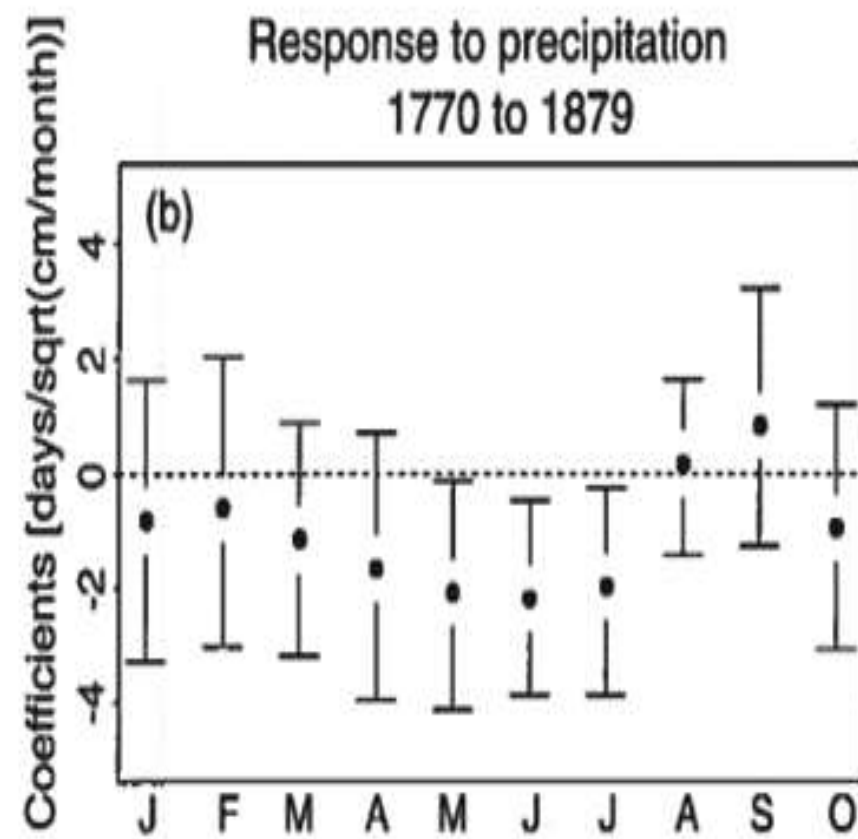 Response to precipitation
1770 to 1879
Coefficients [days/sqrt(cm/month))]
(b)
4
2
0
-2
-4
J F M A M J J A S O